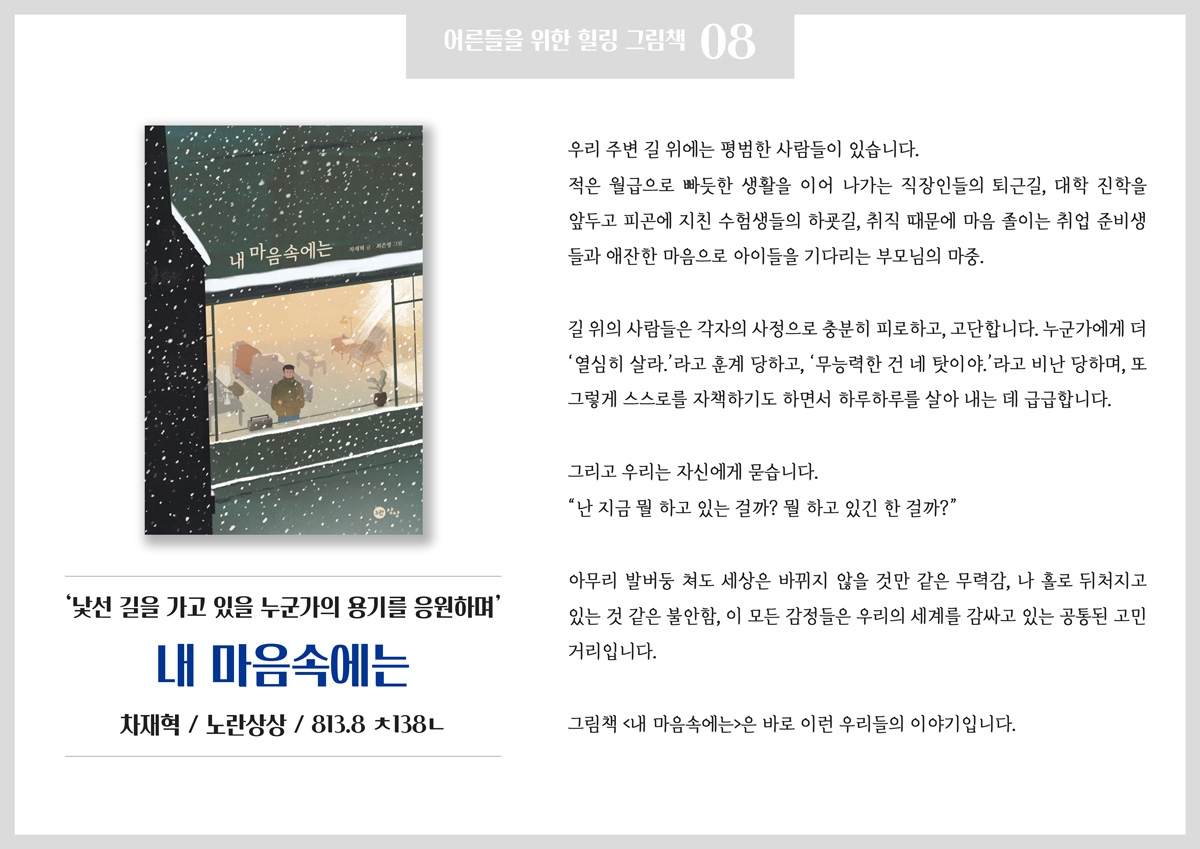 어른들을 위한 힐링 그림책 08
내 마음속에는
차재혁 글 · 최은영 그림
노란상상
‘낯선 길을 가고 있을 누군가의 용기를 응원하며’
내 마음속에는
차재혁 / 노란상상 / 813.8 ㅊ138ㄴ
우리 주변 길 위에는 평범한 사람들이 있습니다.
적은 월급으로 빠듯한 생활을 이어 나가는 직장인들의 퇴근길, 대학 진학을
앞두고 피곤에 지친 수험생들의 하굣길, 취직 때문에 마음 졸이는 취업 준비생
들과 애잔한 마음으로 아이들을 기다리는 부모님의 마중.
길 위의 사람들은 각자의 사정으로 충분히 피로하고, 고단합니다. 누군가에게 더
‘열심히 살라.’라고 훈계 당하고, ‘무능력한 건 네 탓이야.’라고 비난 당하며, 또
그렇게 스스로를 자책하기도 하면서 하루하루를 살아 내는 데 급급합니다.
그리고 우리는 자신에게 묻습니다.
“난 지금 뭘 하고 있는 걸까? 뭘 하고 있긴 한 걸까?”
아무리 발버둥 쳐도 세상은 바뀌지 않을 것만 같은 무력감, 나 홀로 뒤처지고
있는 것 같은 불안함, 이 모든 감정들은 우리의 세계를 감싸고 있는 공통된 고민
거리입니다.
그림책 <내 마음속에는>은 바로 이런 우리들의 이야기입니다.